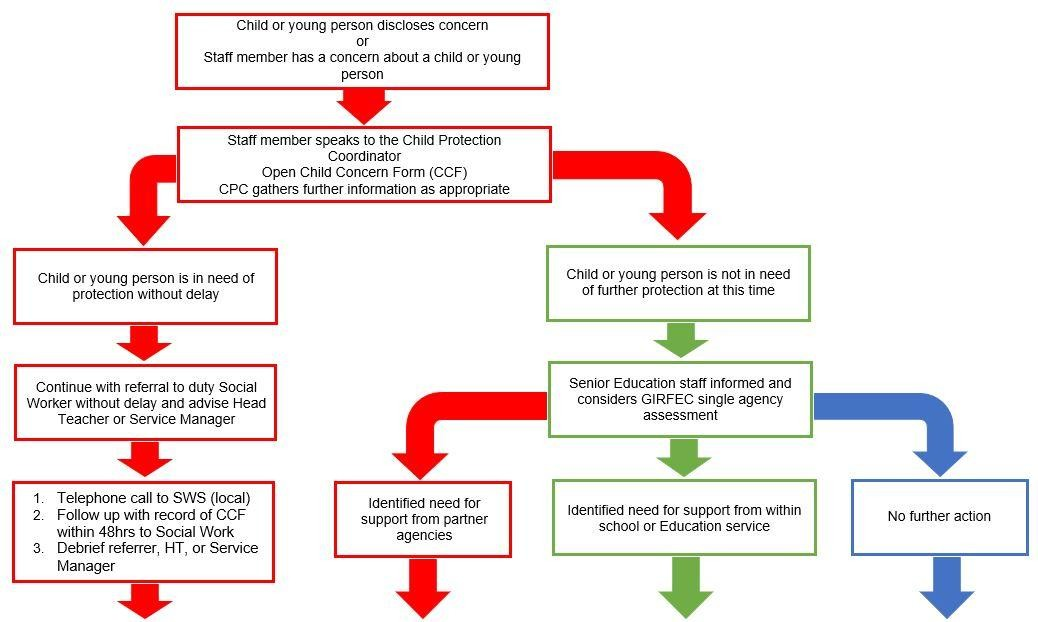 Child or young person discloses concern
or
Staff member has a concern about a child or young
person
Staff member speaks to the Child Protection
Coordinator
Open Child Concern Form (CCF)
CPC gathers further information as appropriate
Child or young person is in need of
protection without delay
Child or young person is not in need
of further protection at this time
Continue with referral to duty Social
Worker without delay and advise Head
Teacher or Service Manager
Senior Education staff informed and
considers GIRFEC single agency
assessment
1. Telephone call to SWS (local)
2. Follow up with record of CCF
within 48hrs to Social Work
3. Debrief referrer, HT, or Service
Manager
Identified need for
support from partner
agencies
Identified need for support from within
school or Education service
No further action